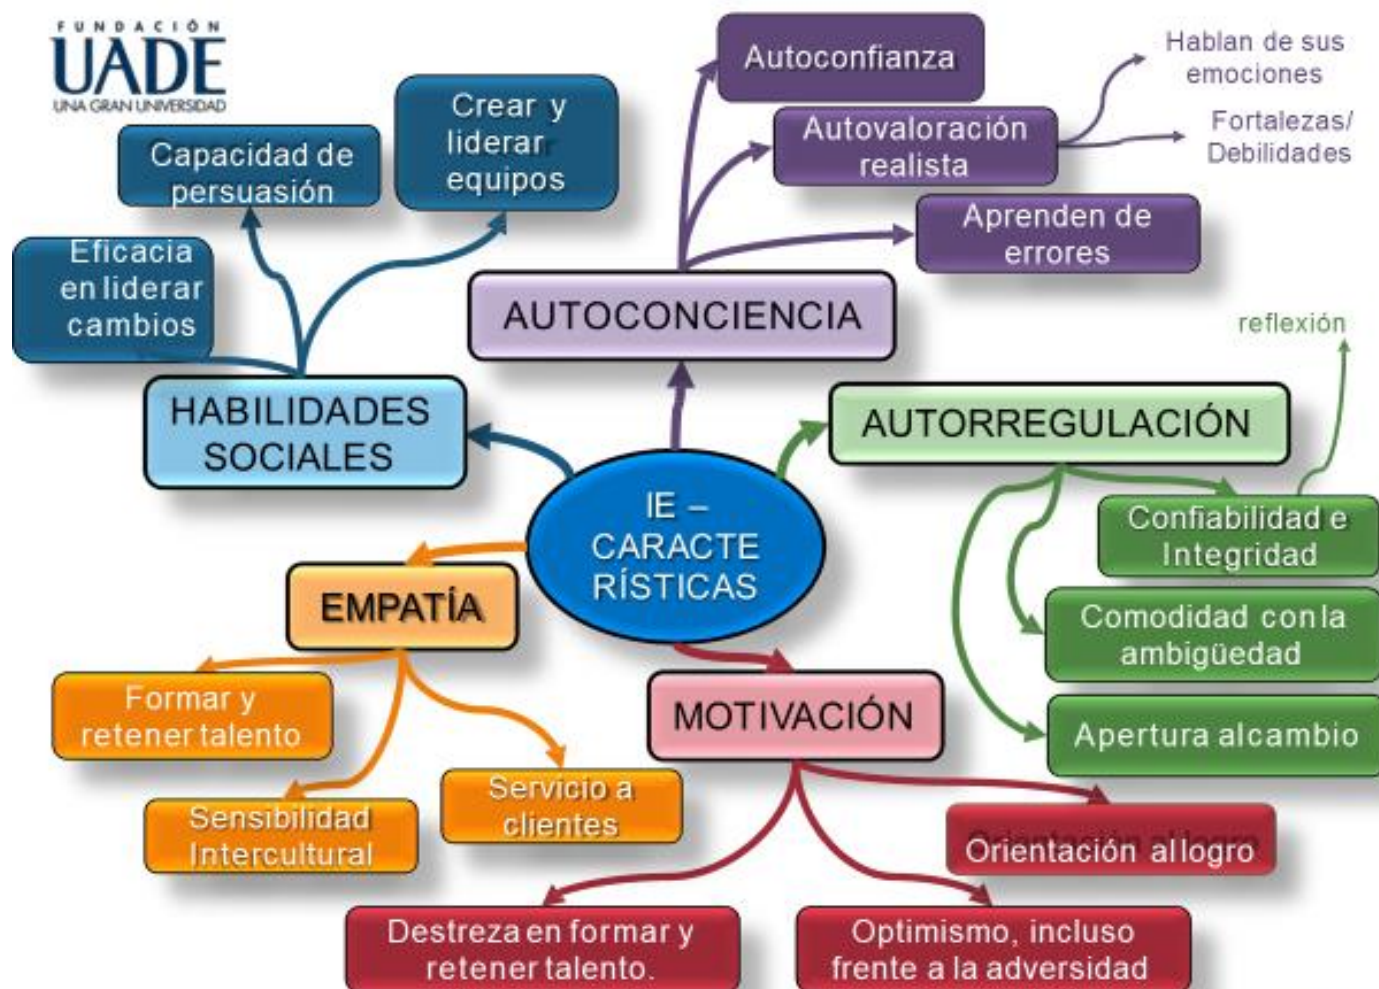 FUNDACIÓN
UADE
UNA GRAN UNIVERSIDAD
Autoconfianza
Hablan de sus
emociones
Crear y
liderar
equipos
Autovaloración
realista
Fortalezas/
Debilidades
Capacidad de
persuasión
Aprenden de
errores
Eficacia
en liderar
cambios
AUTOCONCIENCIA
reflexión
HABILIDADES
SOCIALES
AUTORREGULACIÓN
IE –
CARACTE
RÍSTICAS
Confiabilidad e
Integridad
EMPATÍA
Comodidad con la
ambigüedad
Formar y
retener talento
MOTIVACIÓN
Apertura al cambio
Servicio a
clientes
Sensibilidad
Intercultural
Orientación al logro
Destreza en formar y
retener talento.
Optimismo, incluso
frente a la adversidad